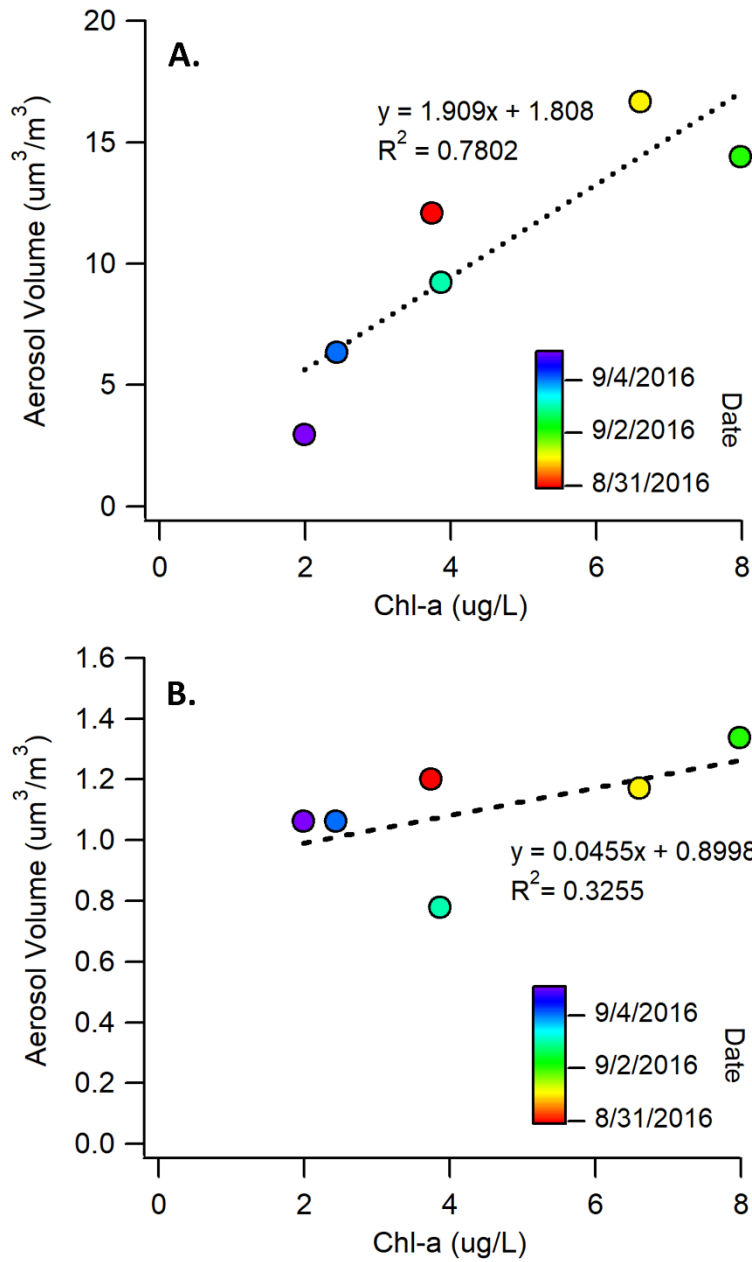 20
A.
y = 1.909x + 1.808
R² = 0.7802
15
10
5
0
Aerosol Volume (um³/m³)
9/4/2016
9/2/2016
8/31/2016
Date
0 2 4 6 8
Chl-a (ug/L)
1.6
B.
1.4
1.2
1.0
0.8
0.6
0.4
0.2
0.0
Aerosol Volume (um³/m³)
y = 0.0455x + 0.8998
R²= 0.3255
9/4/2016
9/2/2016
8/31/2016
Date
0 2 4 6 8
Chl-a (ug/L)